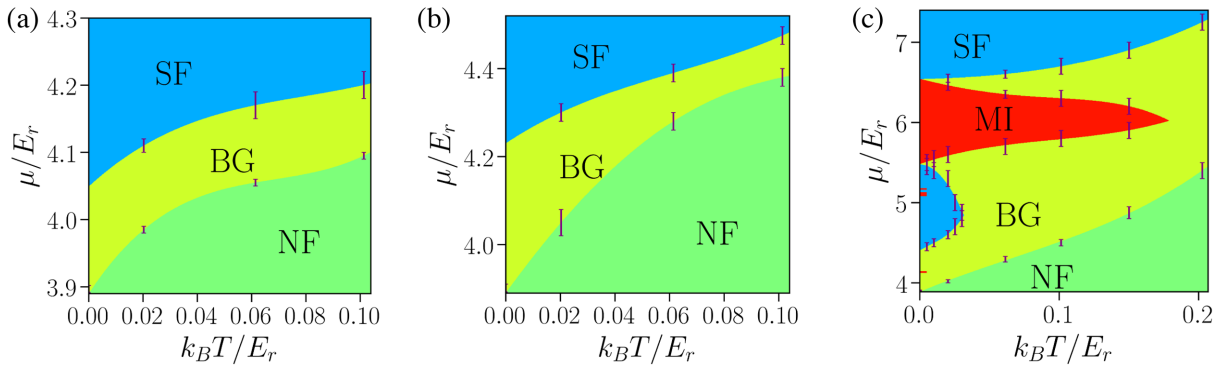 (a)
4.3
4.2
4.1
4.0
3.9
μ/E_r
SF
BG
NF
0.00 0.02 0.04 0.06 0.08 0.10
k_BT/E_r
(b)
4.4
4.2
4.0
μ/E_r
SF
BG
NF
0.00 0.02 0.04 0.06 0.08 0.10
k_BT/E_r
(c)
7
6
5
4
μ/E_r
SF
MI
BG
NF
0.0 0.1 0.2
k_BT/E_r